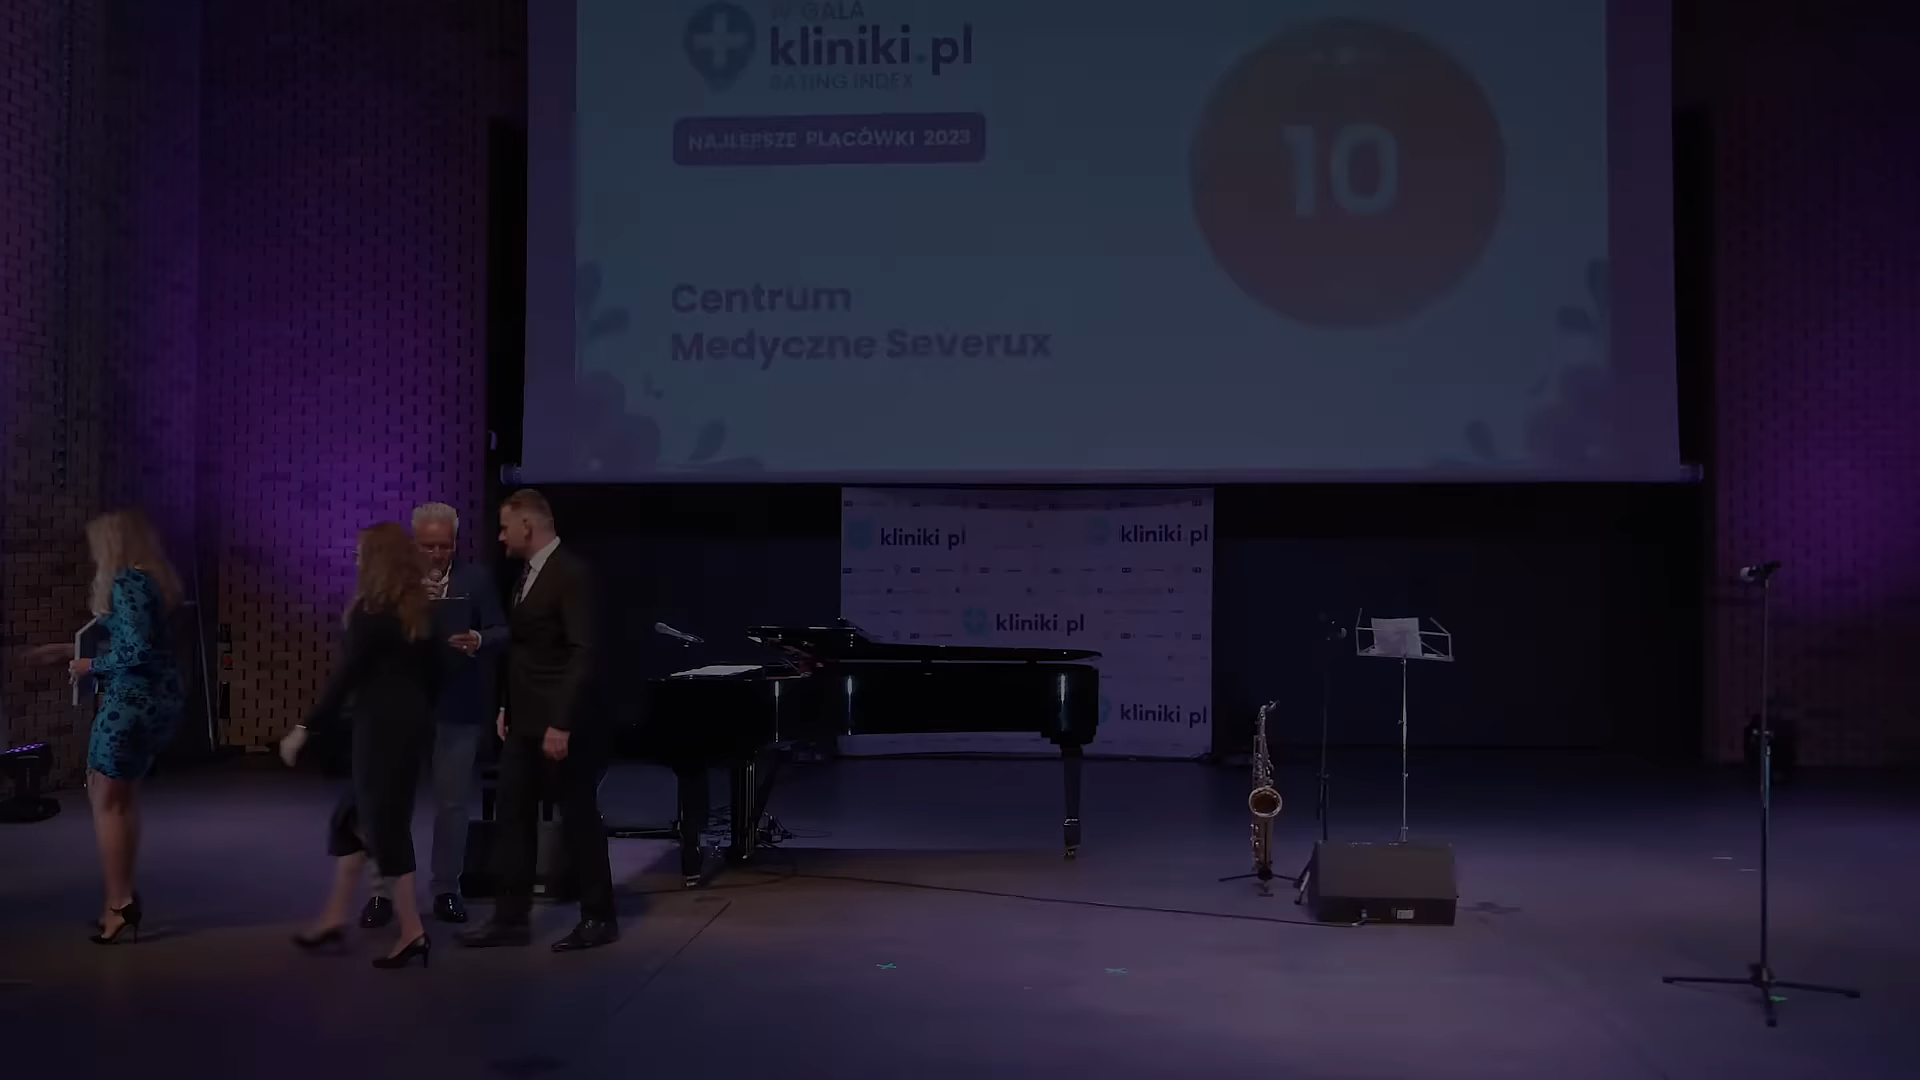 IV GALA
kliniki.pl
RATING INDEX
NAJLEPSZE PLACÓWKI 2023
10
Centrum
Medyczne Severux
kliniki.pl
kliniki.pl
kliniki.pl
kliniki.pl